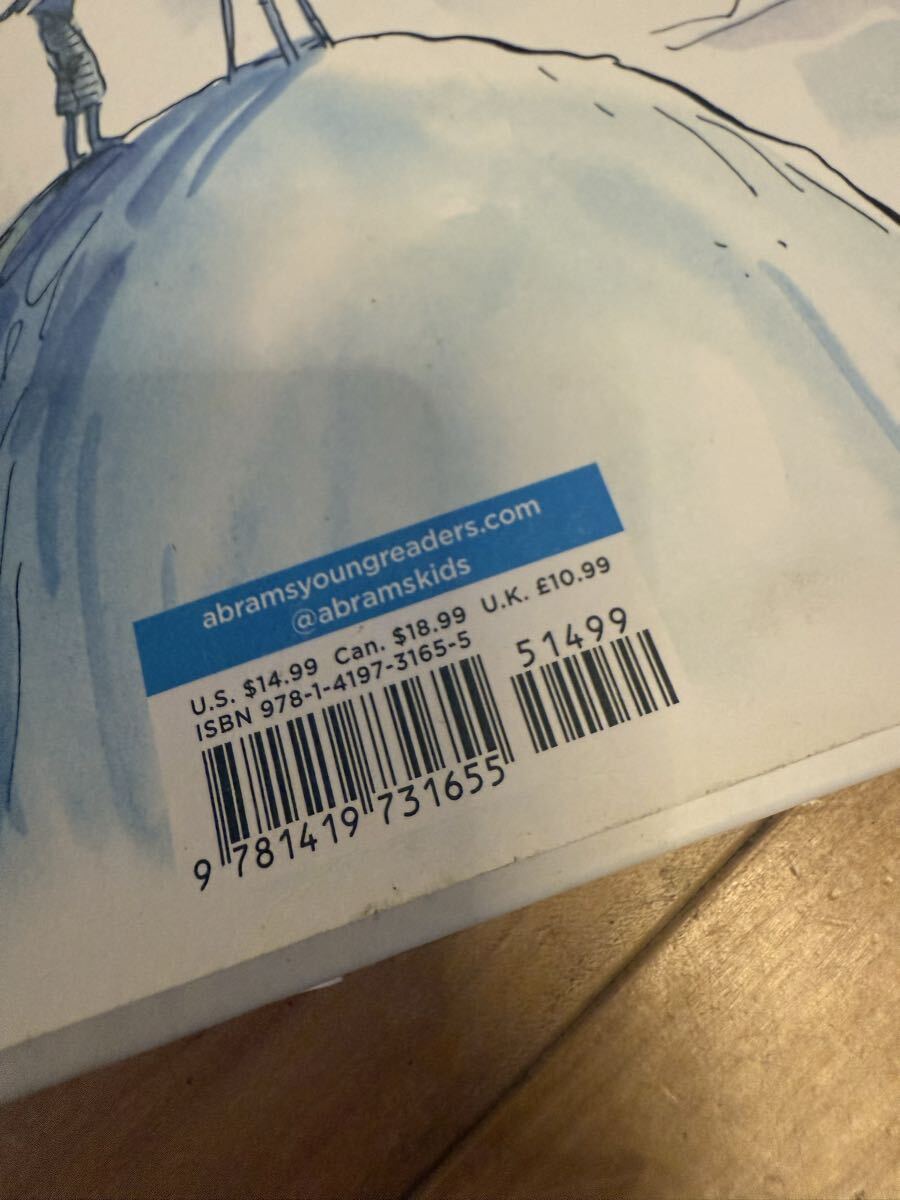 abramsyoungreaders.com
@abramskids
U.S. $14.99 Can. $18.99 U.K. £10.99
ISBN 978-1-4197-3165-5
51499
9 781419 731655